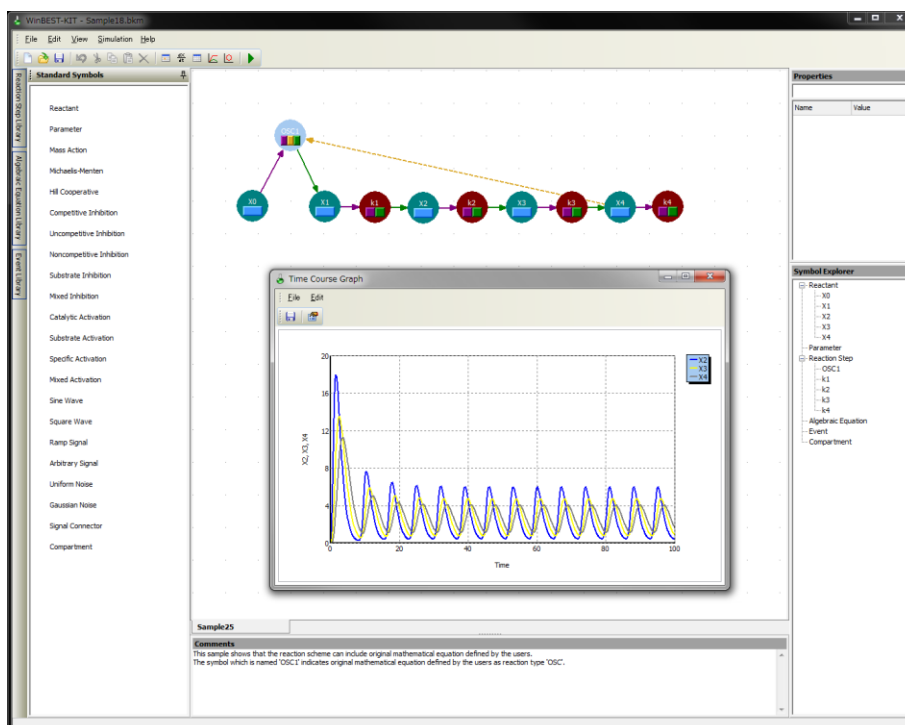 WinBEST-KIT - Sample18.bkm
File Edit View Simulation Help
Reaction Step Library
Algebraic Equation Library
Event Library
Standard Symbols
Reactant
Parameter
Mass Action
Michaelis-Menten
Hill Cooperative
Competitive Inhibition
Uncompetitive Inhibition
Noncompetitive Inhibition
Substrate Inhibition
Mixed Inhibition
Catalytic Activation
Substrate Activation
Specific Activation
Mixed Activation
Sine Wave
Square Wave
Ramp Signal
Arbitrary Signal
Uniform Noise
Gaussian Noise
Signal Connector
Compartment
OSC1
X0 X1 k1 X2 k2 X3 k3 X4 k4
Time Course Graph
File Edit
20
16
12
8
4
0
X2, X3, X4
0 20 40 60 80 100
Time
X2
X3
X4
Sample25
Comments
This sample shows that the reaction scheme can include original mathematical equation defined by the users.
The symbol which is named 'OSC1' indicates original mathematical equation defined by the users as reaction type 'OSC'.
Properties
Name Value
Symbol Explorer
Reactant
X0
X1
X2
X3
X4
Parameter
Reaction Step
OSC1
k1
k2
k3
k4
Algebraic Equation
Event
Compartment